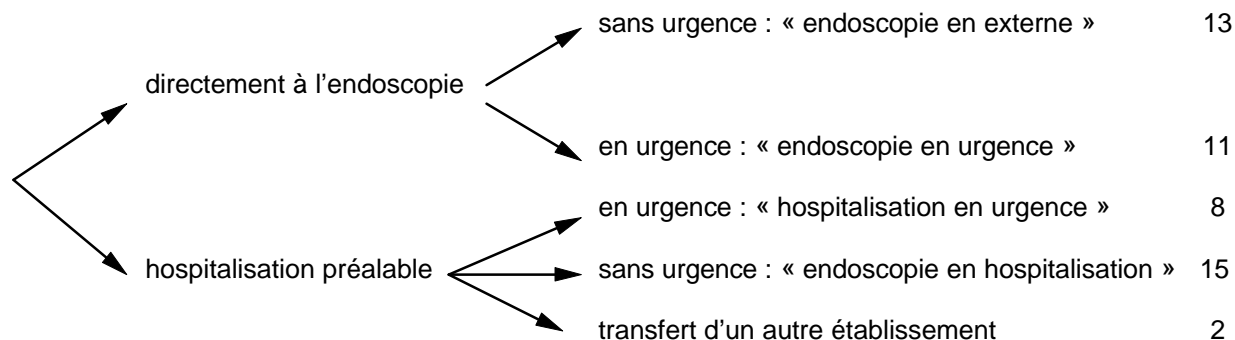 sans urgence : « endoscopie en externe » 13
directement à l’endoscopie
en urgence : « endoscopie en urgence » 11
en urgence : « hospitalisation en urgence » 8
hospitalisation préalable
sans urgence : « endoscopie en hospitalisation » 15
transfert d’un autre établissement 2